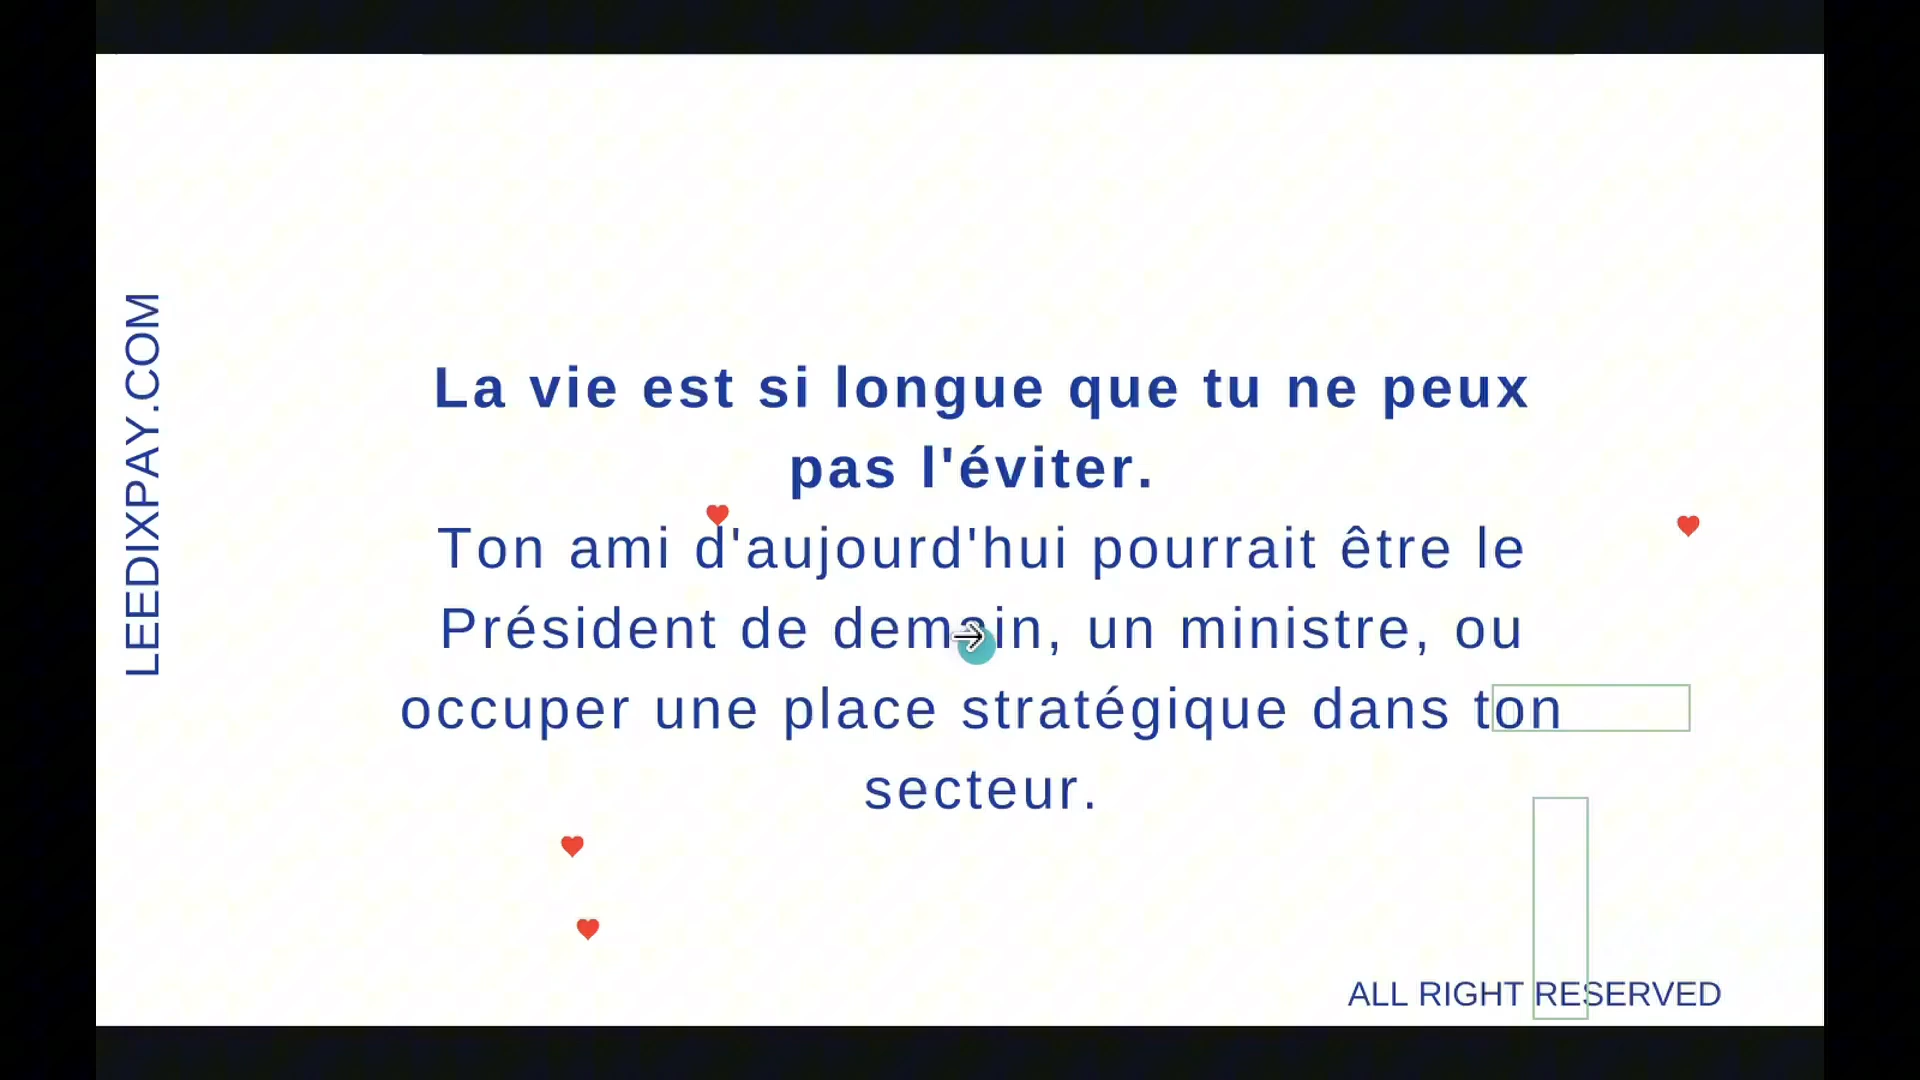 LEEDIXPAY.COM
La vie est si longue que tu ne peux
pas l'éviter.
Ton ami d'aujourd'hui pourrait être le
Président de demain, un ministre, ou
occuper une place stratégique dans ton
secteur.
ALL RIGHT RESERVED